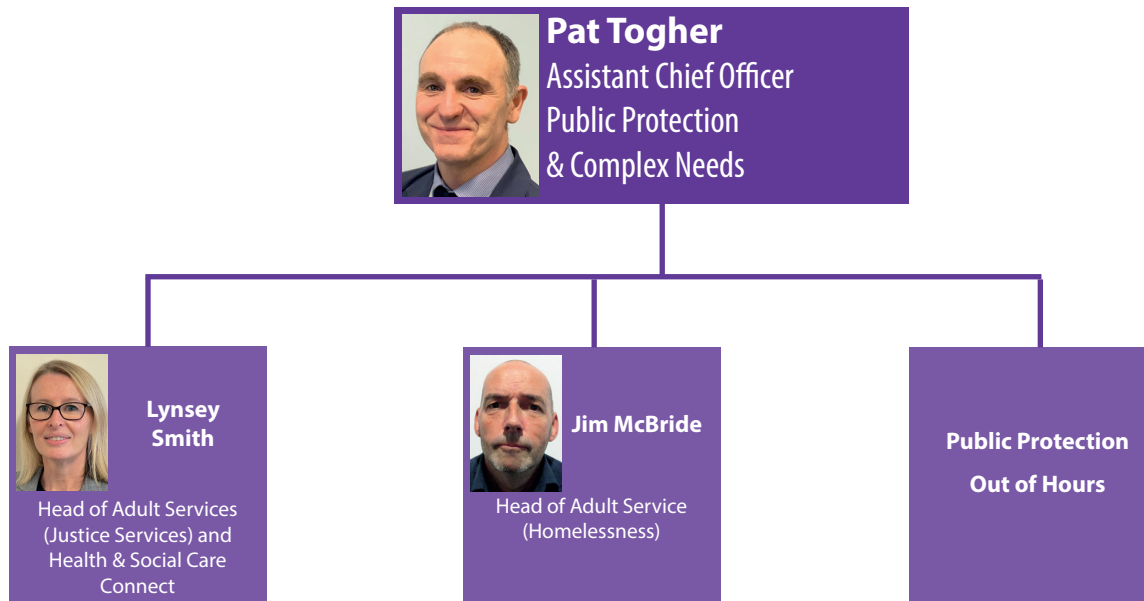 Pat Togher
Assistant Chief Officer
Public Protection
& Complex Needs
Lynsey
Smith
Head of Adult Services
(Justice Services) and
Health & Social Care
Connect
Jim McBride
Head of Adult Service
(Homelessness)
Public Protection
Out of Hours